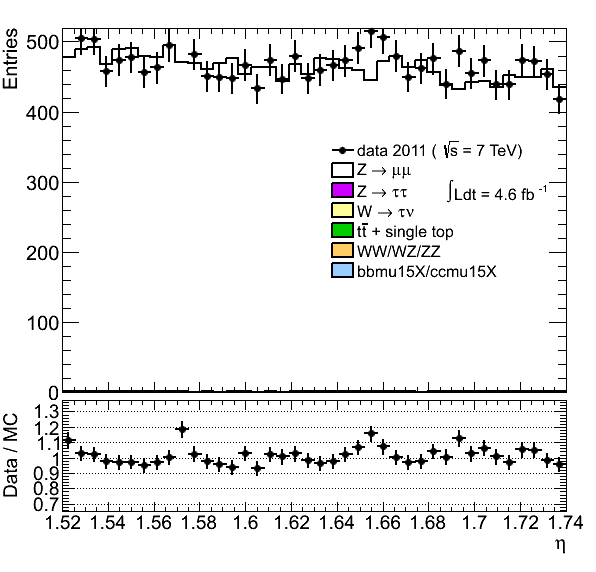 Entries
500
400
300
200
100
0
data 2011 ( √s = 7 TeV)
Z → μμ
Z → ττ
∫Ldt = 4.6 fb⁻¹
W → τν
tt̄ + single top
WW/WZ/ZZ
bbmu15X/ccmu15X
Data / MC
1.3
1.2
1.1
1
0.9
0.8
0.7
1.52 1.54 1.56 1.58 1.6 1.62 1.64 1.66 1.68 1.7 1.72 1.74
η